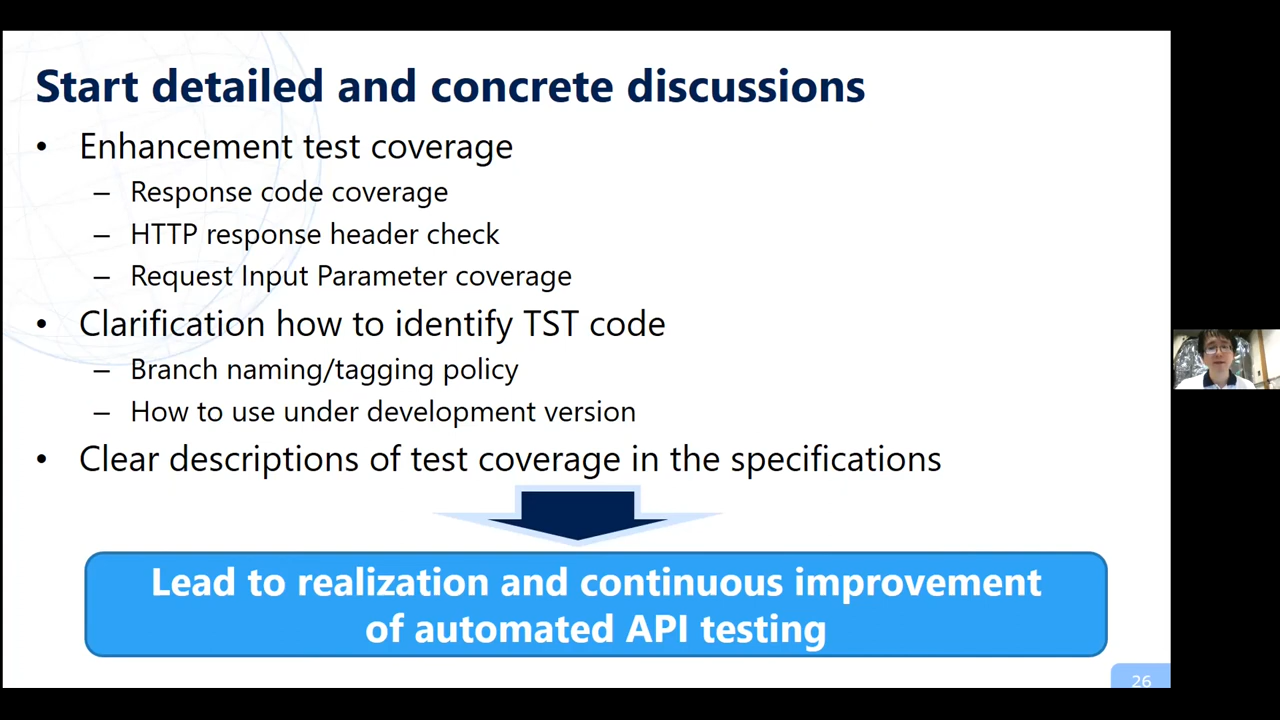 Start detailed and concrete discussions
• Enhancement test coverage
– Response code coverage
– HTTP response header check
– Request Input Parameter coverage
• Clarification how to identify TST code
– Branch naming/tagging policy
– How to use under development version
• Clear descriptions of test coverage in the specifications
Lead to realization and continuous improvement
of automated API testing
26